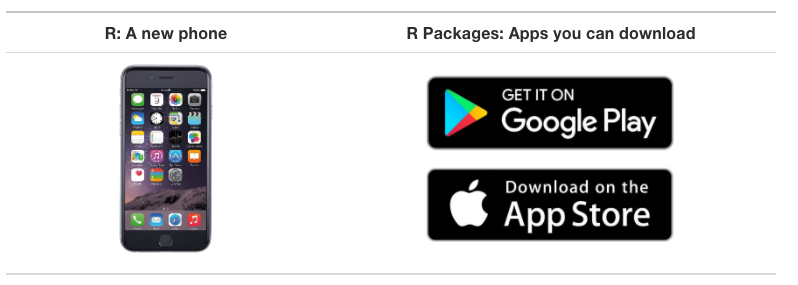 R: A new phone
R Packages: Apps you can download
GET IT ON
Google Play
Download on the
App Store